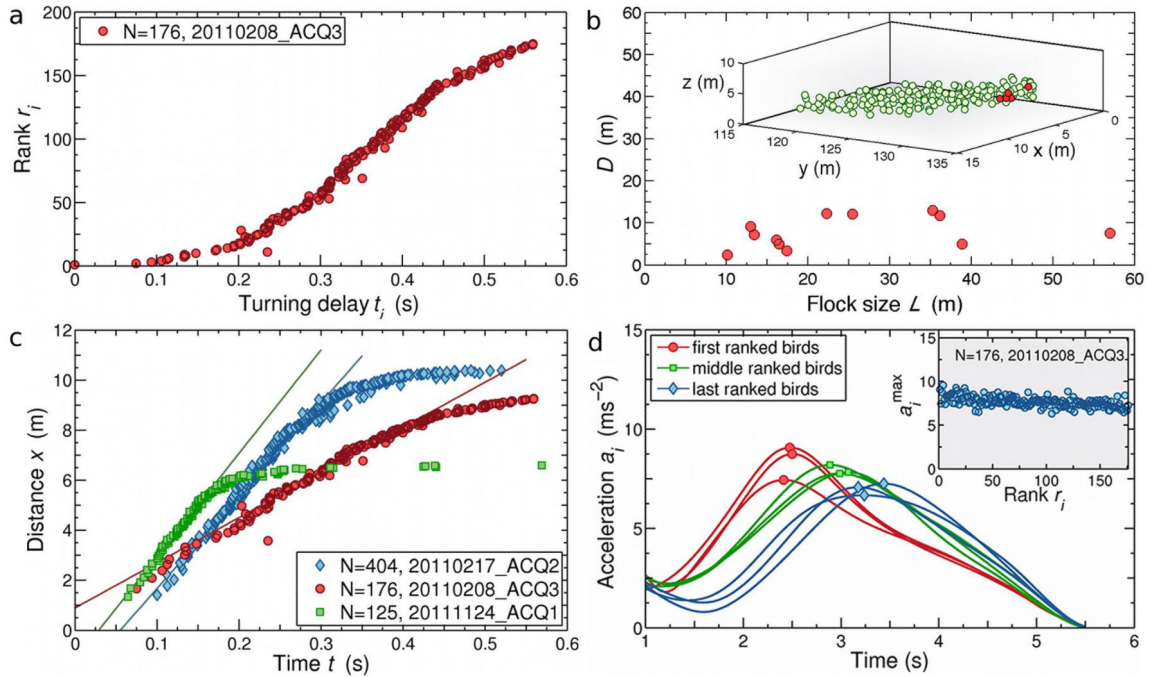 a
N=176, 20110208_ACQ3
200
150
100
50
0
Rank r_i
0 0.1 0.2 0.3 0.4 0.5 0.6
Turning delay t_i (s)
b
60
50
40
30
20
10
0
D (m)
10
5
0
z (m)
115 120 125 130 135
y (m)
15 10 5 0
x (m)
0 10 20 30 40 50 60
Flock size L (m)
c
12
10
8
6
4
2
0
Distance x (m)
N=404, 20110217_ACQ2
N=176, 20110208_ACQ3
N=125, 20111124_ACQ1
0 0.1 0.2 0.3 0.4 0.5 0.6
Time t (s)
d
first ranked birds
middle ranked birds
last ranked birds
15
10
5
0
Acceleration a_i (ms⁻²)
N=176, 20110208_ACQ3
15
10
5
0
a_i^max
0 50 100 150
Rank r_i
1 2 3 4 5 6
Time (s)